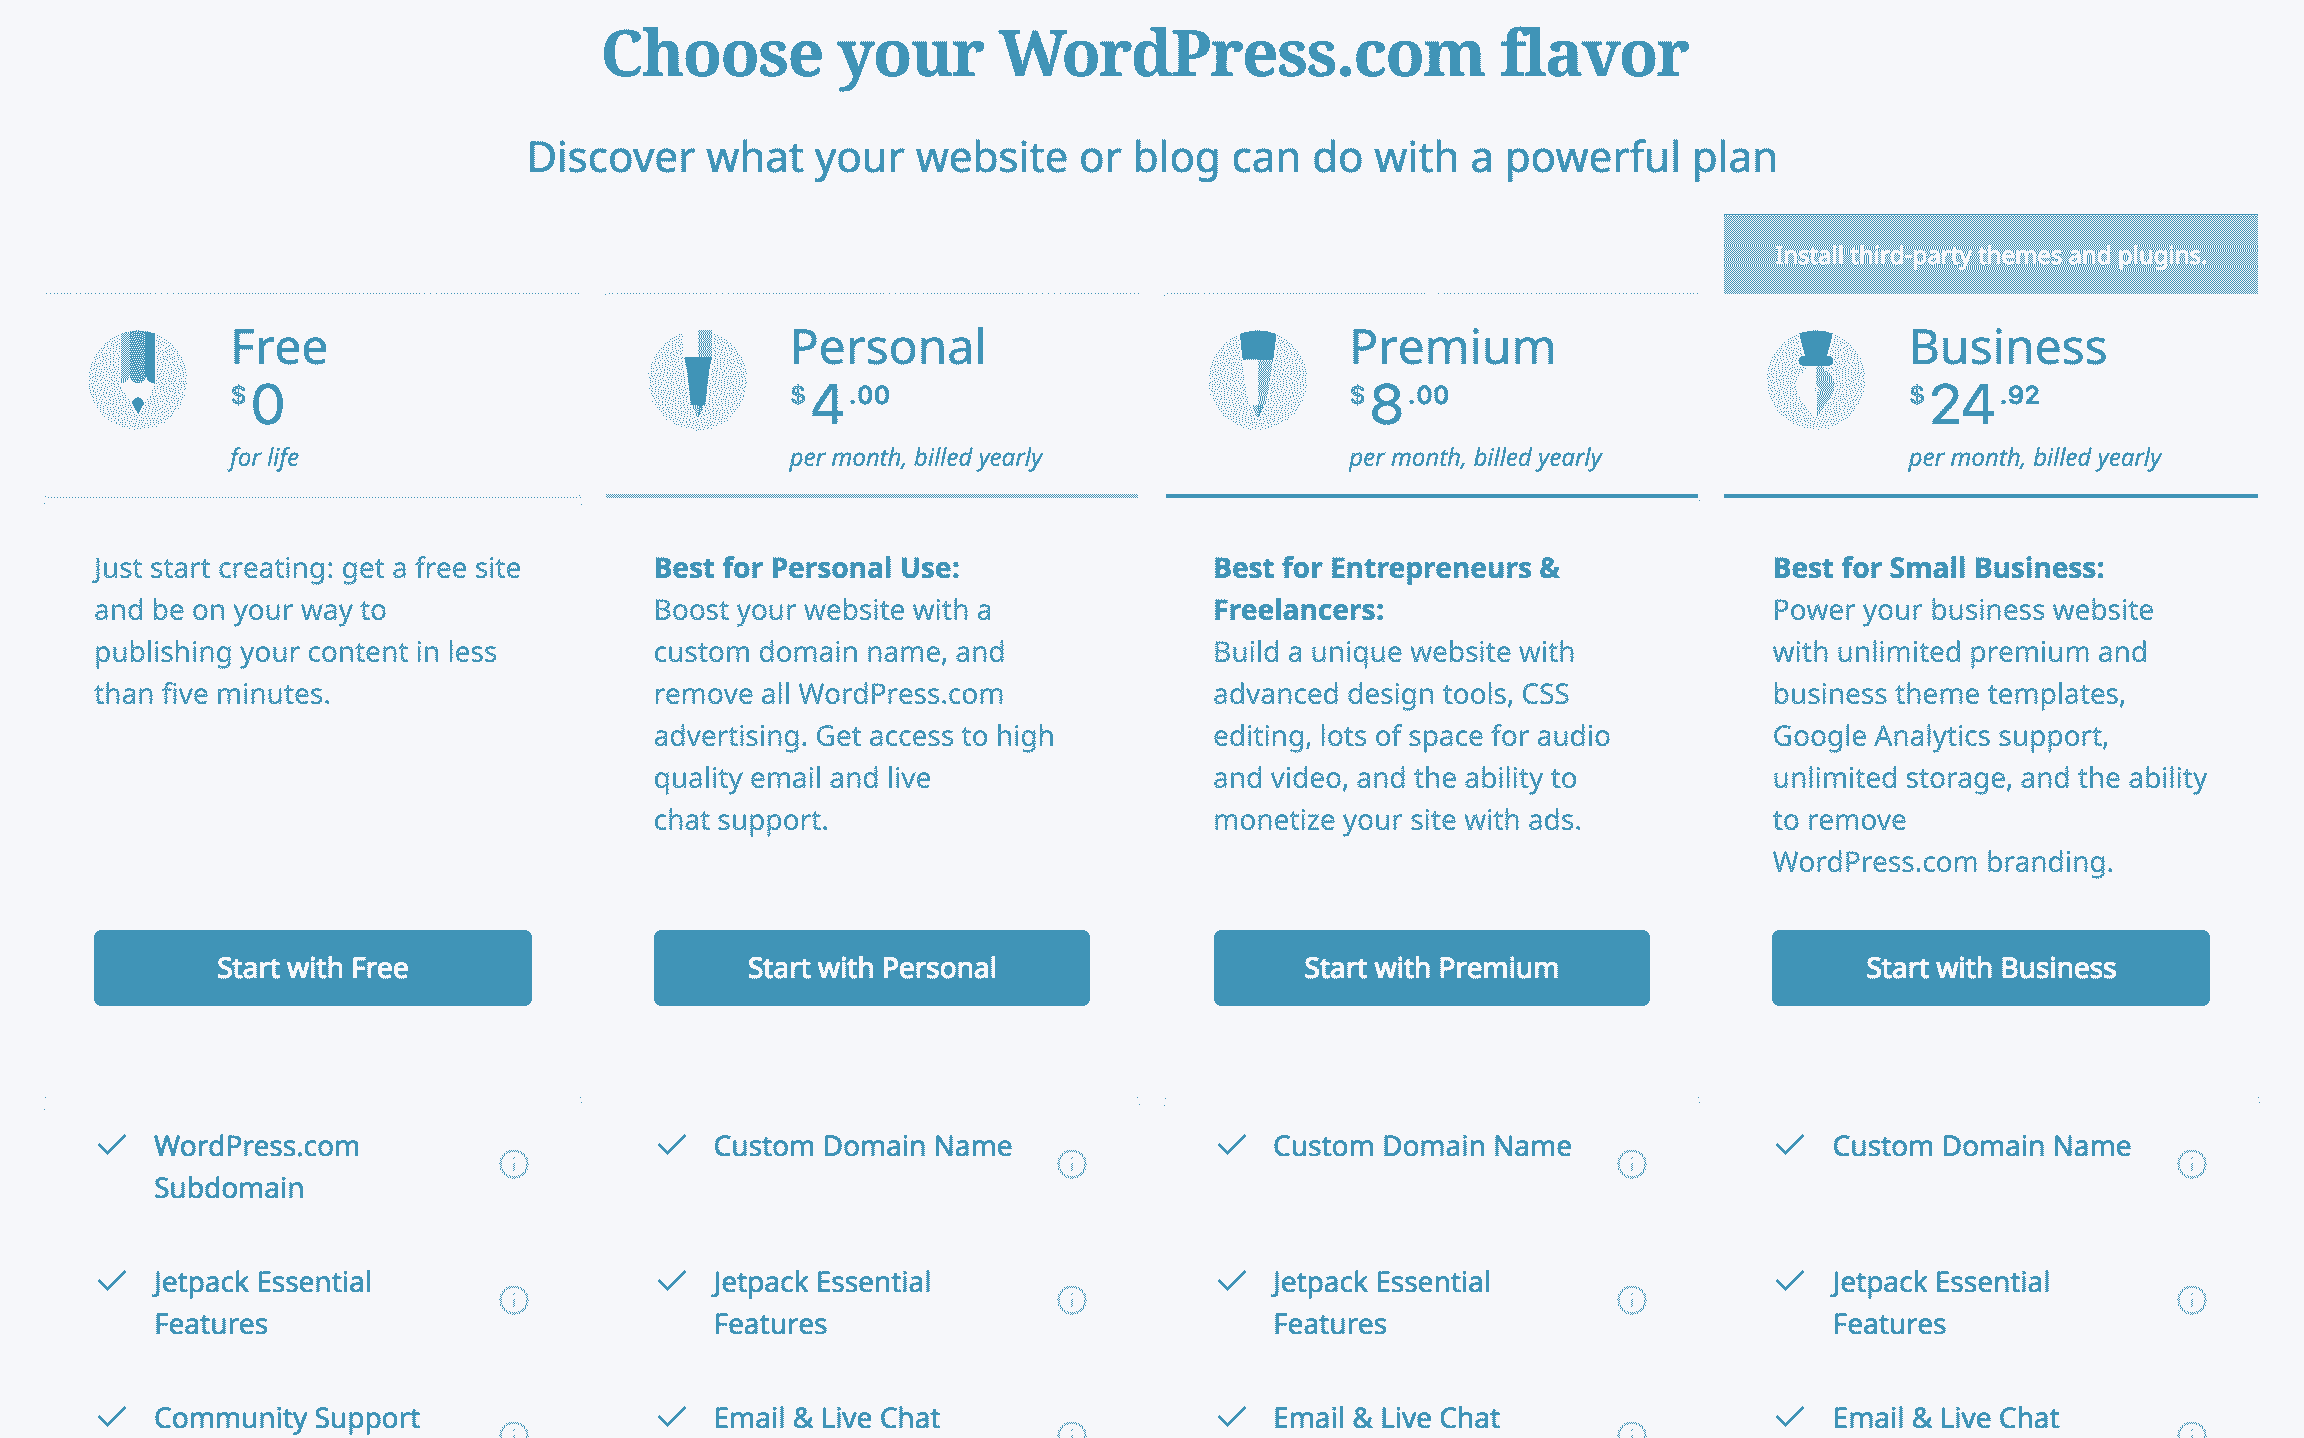 Choose your WordPress.com flavor
Discover what your website or blog can do with a powerful plan
Install third-party themes and plugins.
Free
$0
for life
Just start creating: get a free site
and be on your way to
publishing your content in less
than five minutes.
Start with Free
WordPress.com
Subdomain
Jetpack Essential
Features
Community Support
Personal
$4.00
per month, billed yearly
Best for Personal Use:
Boost your website with a
custom domain name, and
remove all WordPress.com
advertising. Get access to high
quality email and live
chat support.
Start with Personal
Custom Domain Name
Jetpack Essential
Features
Email & Live Chat
Premium
$8.00
per month, billed yearly
Best for Entrepreneurs &
Freelancers:
Build a unique website with
advanced design tools, CSS
editing, lots of space for audio
and video, and the ability to
monetize your site with ads.
Start with Premium
Custom Domain Name
Jetpack Essential
Features
Email & Live Chat
Business
$24.92
per month, billed yearly
Best for Small Business:
Power your business website
with unlimited premium and
business theme templates,
Google Analytics support,
unlimited storage, and the ability
to remove
WordPress.com branding.
Start with Business
Custom Domain Name
Jetpack Essential
Features
Email & Live Chat